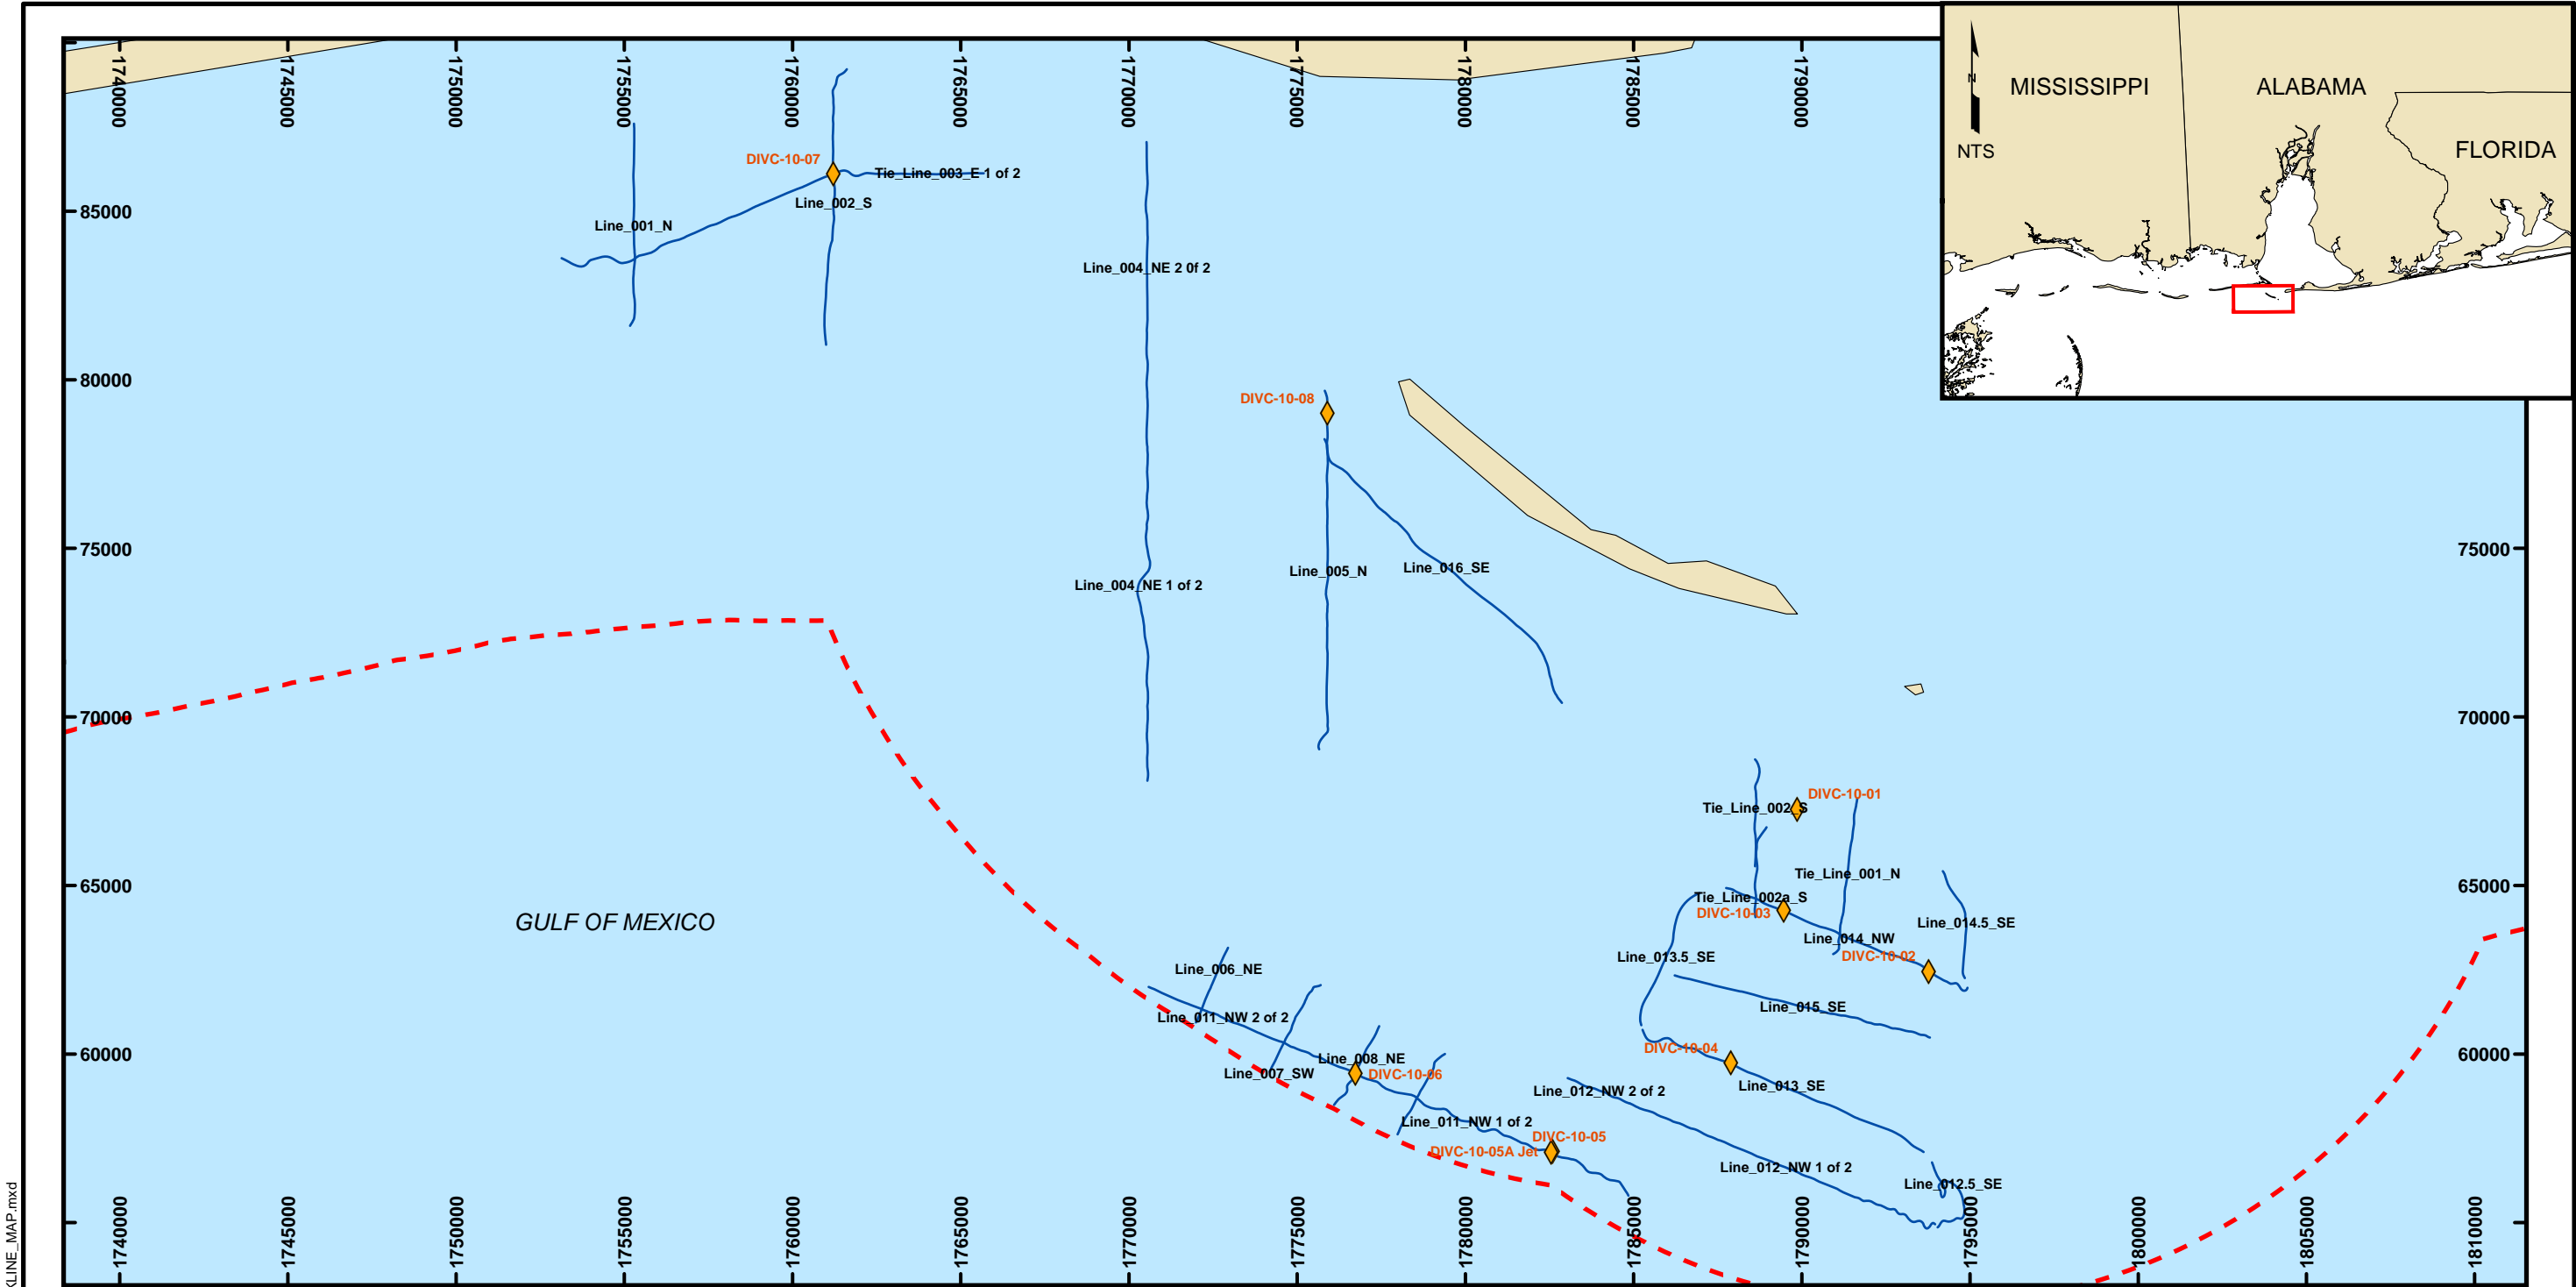 1740000
1745000
1750000
1755000
1760000
1765000
1770000
1775000
1780000
1785000
1790000
N
NTS
MISSISSIPPI
ALABAMA
FLORIDA
DIVC-10-07
Tie_Line_003_E 1 of 2
Line_002_S
Line_001_N
85000
Line_004_NE 2 0f 2
80000
DIVC-10-08
75000
75000
Line_005_N
Line_016_SE
Line_004_NE 1 of 2
70000
70000
DIVC-10-01
Tie_Line_002_S
Tie_Line_001_N
65000
65000
Tie_Line_002a_S
DIVC-10-03
GULF OF MEXICO
Line_014.5_SE
Line_014_NW
DIVC-10-02
Line_013.5_SE
Line_006_NE
Line_015_SE
Line_011_NW 2 of 2
60000
60000
DIVC-10-04
Line_008_NE
Line_007_SW
DIVC-10-06
Line_013_SE
Line_012_NW 2 of 2
Line_011_NW 1 of 2
DIVC-10-05
DIVC-10-05A Jet
Line_012_NW 1 of 2
Line_012.5_SE
1740000
1745000
1750000
1755000
1760000
1765000
1770000
1775000
1780000
1785000
1790000
1795000
1800000
1805000
1810000
KLINE_MAP.mxd